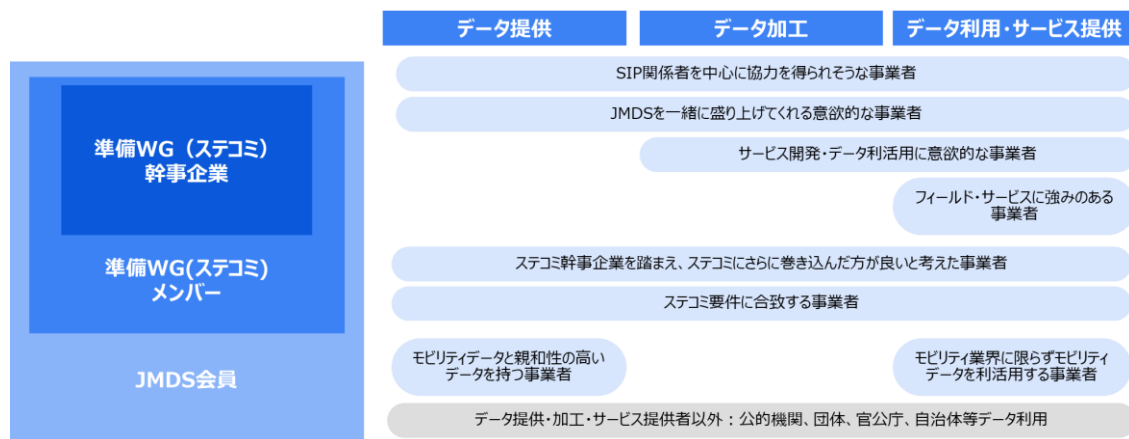 データ提供
データ加工
データ利用・サービス提供
準備WG（ステコミ）
幹事企業
準備WG(ステコミ)
メンバー
JMDS会員
SIP関係者を中心に協力を得られそうな事業者
JMDSを一緒に盛り上げてくれる意欲的な事業者
サービス開発・データ利活用に意欲的な事業者
フィールド・サービスに強みのある
事業者
ステコミ幹事企業を踏まえ、ステコミにさらに巻き込んだ方が良いと考えた事業者
ステコミ要件に合致する事業者
モビリティデータと親和性の高い
データを持つ事業者
モビリティ業界に限らずモビリティ
データを利活用する事業者
データ提供・加工・サービス提供者以外：公的機関、団体、官公庁、自治体等データ利用